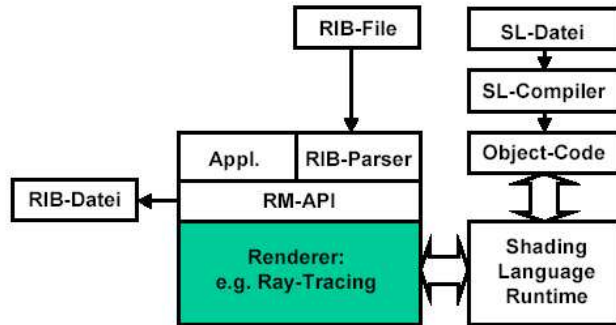 RIB-File
SL-Datei
SL-Compiler
Appl.
RIB-Parser
Object-Code
RIB-Datei
RM-API
Renderer:
e.g. Ray-Tracing
Shading
Language
Runtime